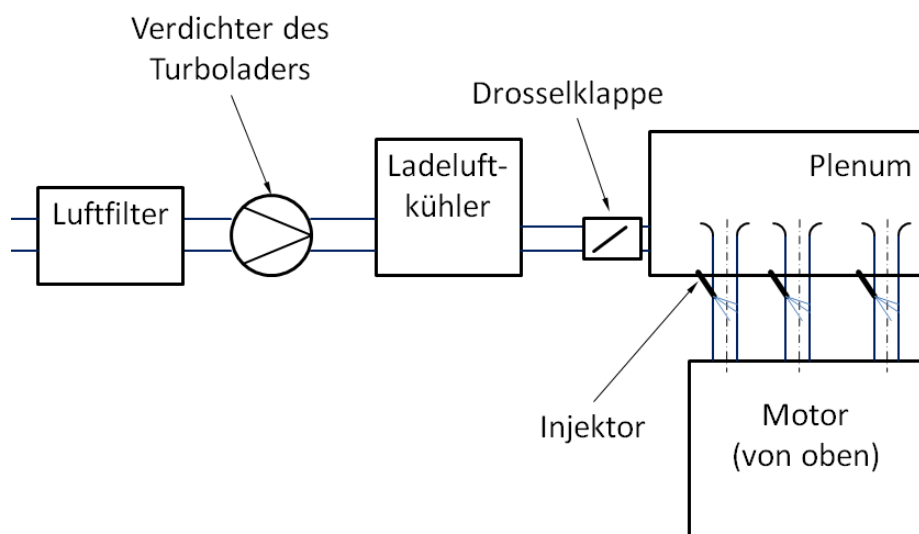 Verdichter des
Turboladers
Drosselklappe
Plenum
Ladeluft-
kühler
Luftfilter
Injektor
Motor
(von oben)